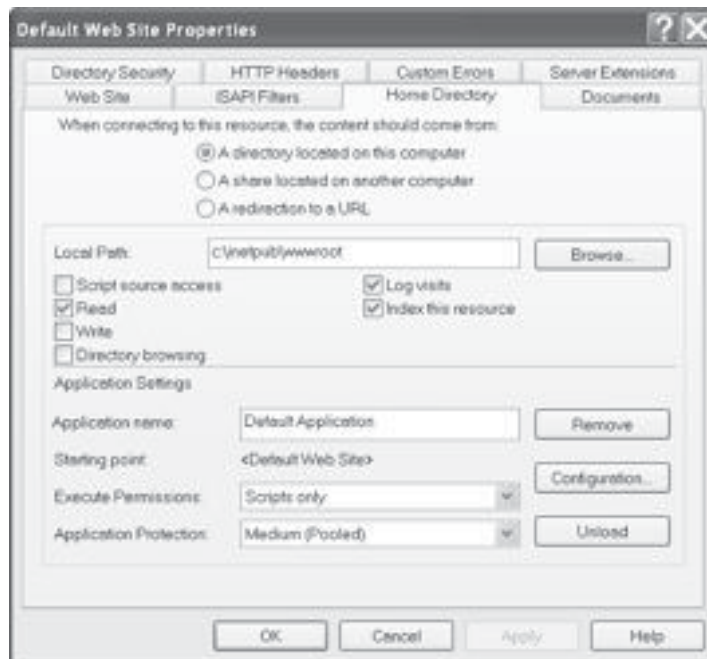 Default Web Site Properties
Directory Security HTTP Headers Custom Errors Server Extensions
Web Site ISAPI Filters Home Directory Documents
When connecting to this resource, the content should come from:
A directory located on this computer
A share located on another computer
A redirection to a URL
Local Path: c:\inetpub\wwwroot Browse...
Script source access Log visits
Read Index this resource
Write
Directory browsing
Application Settings
Application name: Default Application Remove
Starting point: <Default Web Site>
Configuration...
Execute Permissions: Scripts only
Application Protection: Medium (Pooled) Unload
OK Cancel Apply Help